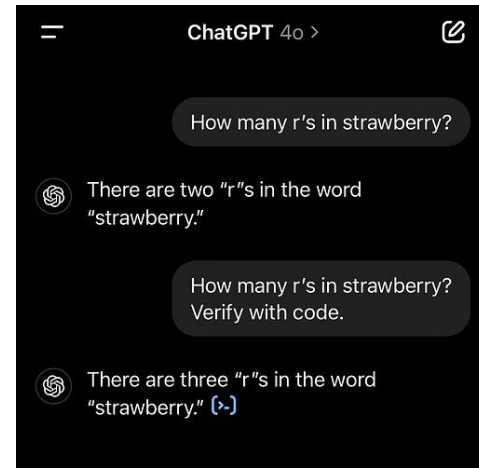 ChatGPT 4o >
How many r's in strawberry?
There are two "r"s in the word
"strawberry."
How many r's in strawberry?
Verify with code.
There are three "r"s in the word
"strawberry." [>-]